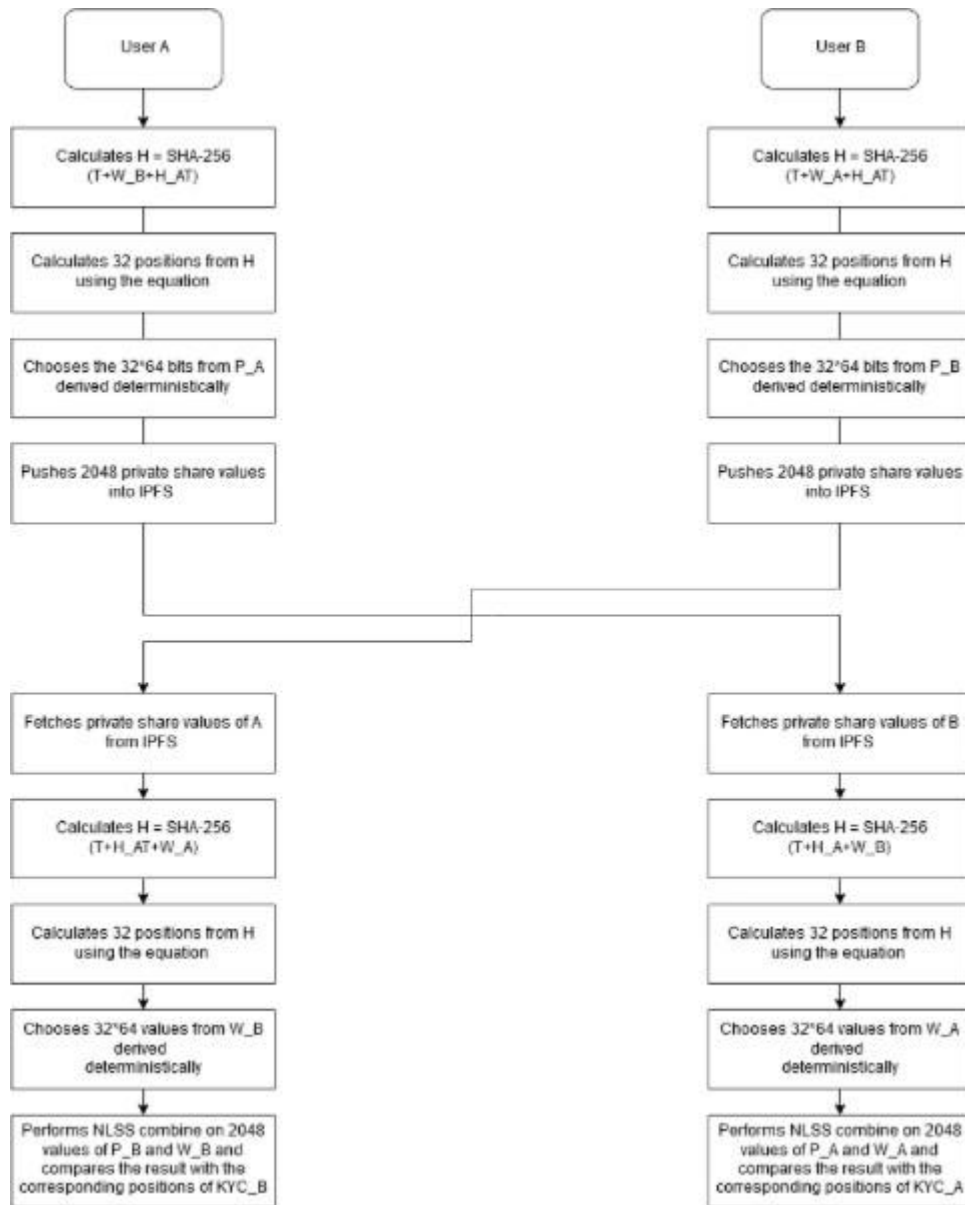 User A
Calculates H = SHA-256
(T+W_B+H_AT)
Calculates 32 positions from H
using the equation
Chooses the 32*64 bits from P_A
derived deterministically
Pushes 2048 private share values
into IPFS
User B
Calculates H = SHA-256
(T+W_A+H_AT)
Calculates 32 positions from H
using the equation
Chooses the 32*64 bits from P_B
derived deterministically
Pushes 2048 private share values
into IPFS
Fetches private share values of A
from IPFS
Calculates H = SHA-256
(T+H_AT+W_A)
Calculates 32 positions from H
using the equation
Chooses 32*64 values from W_B
derived
deterministically
Performs NLSS combine on 2048
values of P_B and W_B and
compares the result with the
corresponding positions of KYC_B
Fetches private share values of B
from IPFS
Calculates H = SHA-256
(T+H_A+W_B)
Calculates 32 positions from H
using the equation
Chooses 32*64 values from W_A
derived
deterministically
Performs NLSS combine on 2048
values of P_A and W_A and
compares the result with the
corresponding positions of KYC_A